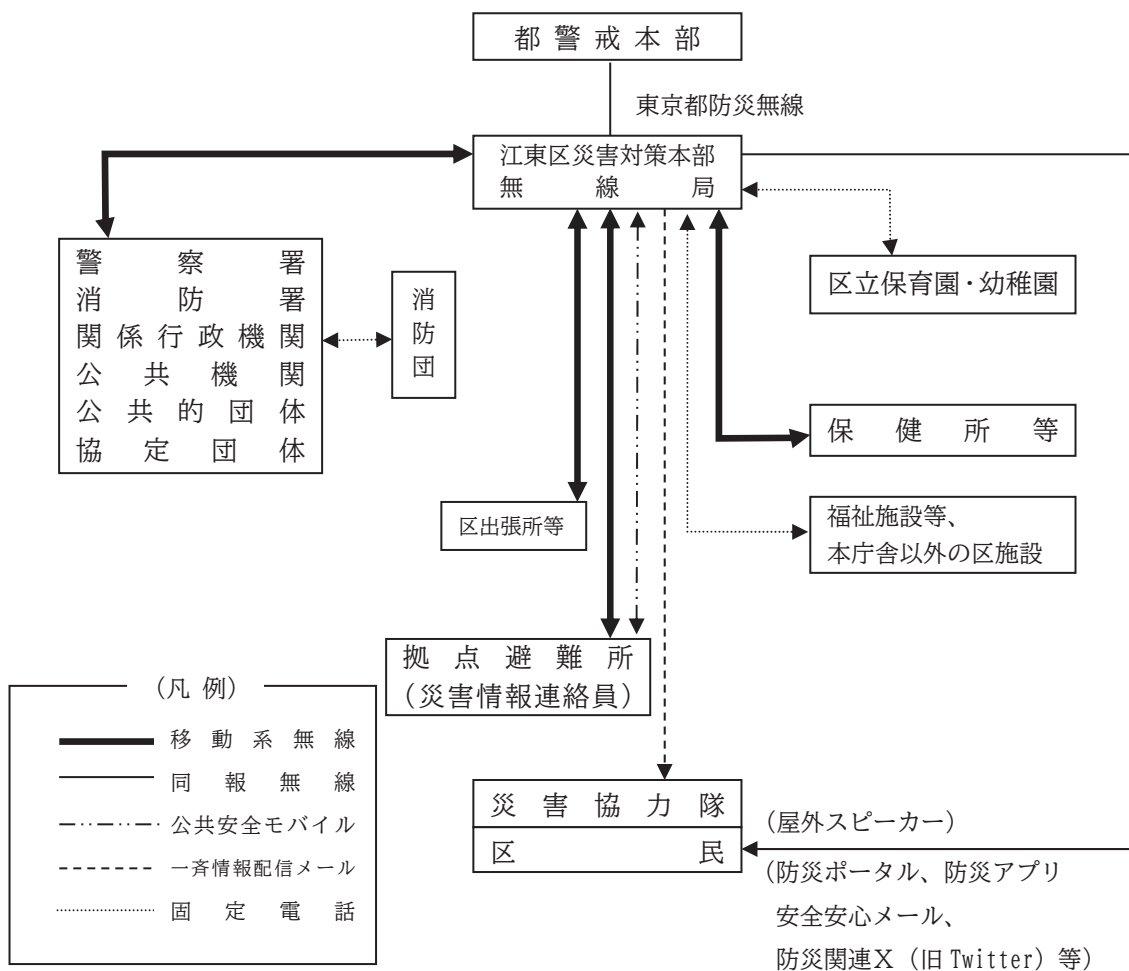 都警戒本部
東京都防災無線
江東区災害対策本部
無線局
警察署
消防署
関係行政機関
公共機関
公共的団体
協定団体
消防団
区立保育園・幼稚園
保健所等
区出張所等
福祉施設等、
本庁舎以外の区施設
拠点避難所
（災害情報連絡員）
（凡例）
移動系無線
同報無線
公共安全モバイル
一斉情報配信メール
固定電話
災害協力隊
区民
（屋外スピーカー）
（防災ポータル、防災アプリ
安全安心メール、
防災関連Ｘ（旧 Twitter）等）